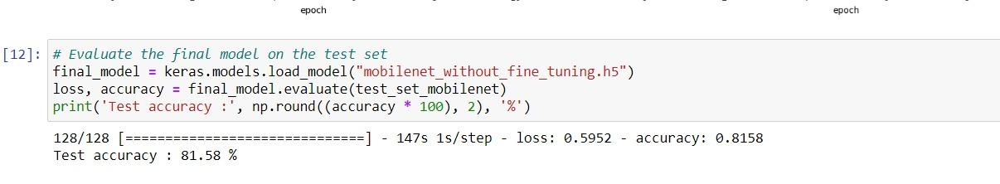 epoch epoch
[12]: # Evaluate the final model on the test set
final_model = keras.models.load_model("mobilenet_without_fine_tuning.h5")
loss, accuracy = final_model.evaluate(test_set_mobilenet)
print('Test accuracy :', np.round((accuracy * 100), 2), '%')
128/128 [==============================] - 147s 1s/step - loss: 0.5952 - accuracy: 0.8158
Test accuracy : 81.58 %